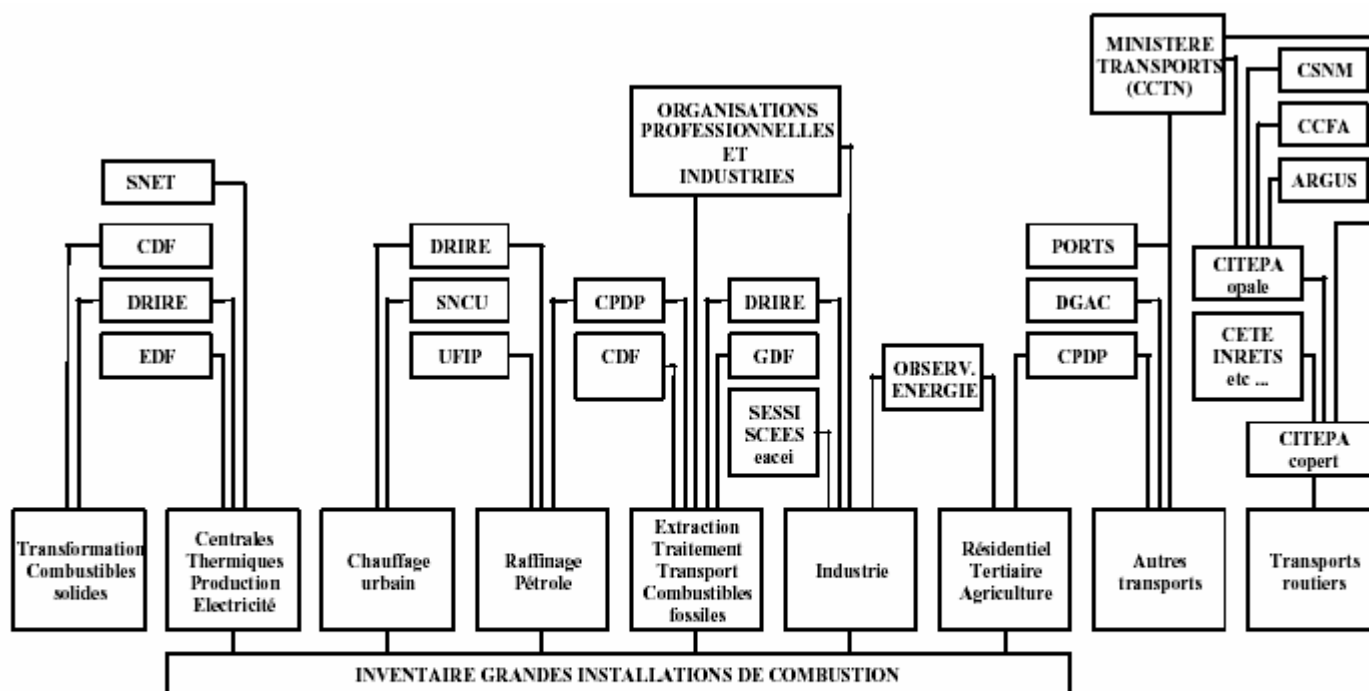 MINISTERE
TRANSPORTS
(CCTN)
CSNM
CCFA
ARGUS
ORGANISATIONS
PROFESSIONNELLES
ET
INDUSTRIES
SNET
CDF
DRIRE
EDF
DRIRE
SNCU
UFIP
CPDP
CDF
DRIRE
GDF
SESSI
SCEES
eacei
OBSERV.
ENERGIE
PORTS
DGAC
CPDP
CITEPA
opale
CETE
INRETS
etc ...
CITEPA
copert
Transformation
Combustibles
solides
Centrales
Thermiques
Production
Electricité
Chauffage
urbain
Raffinage
Pétrole
Extraction
Traitement
Transport
Combustibles
fossiles
Industrie
Résidentiel
Tertiaire
Agriculture
Autres
transports
Transports
routiers
INVENTAIRE GRANDES INSTALLATIONS DE COMBUSTION